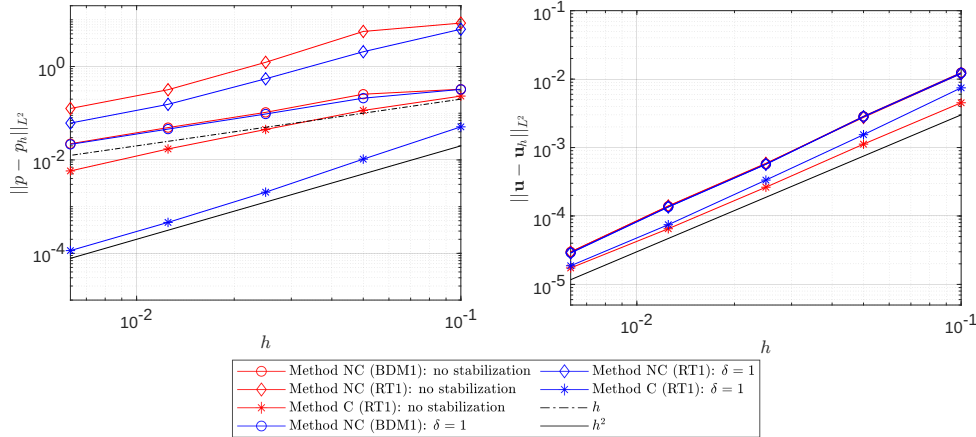 10^0
10^-2
10^-4
||p − p_h||_{L^2}
10^-2
10^-1
h
10^-1
10^-2
10^-3
10^-4
10^-5
||u − u_h||_{L^2}
10^-2
10^-1
h
Method NC (BDM1): no stabilization
Method NC (RT1): no stabilization
Method C (RT1): no stabilization
Method NC (BDM1): δ = 1
Method NC (RT1): δ = 1
Method C (RT1): δ = 1
h
h^2